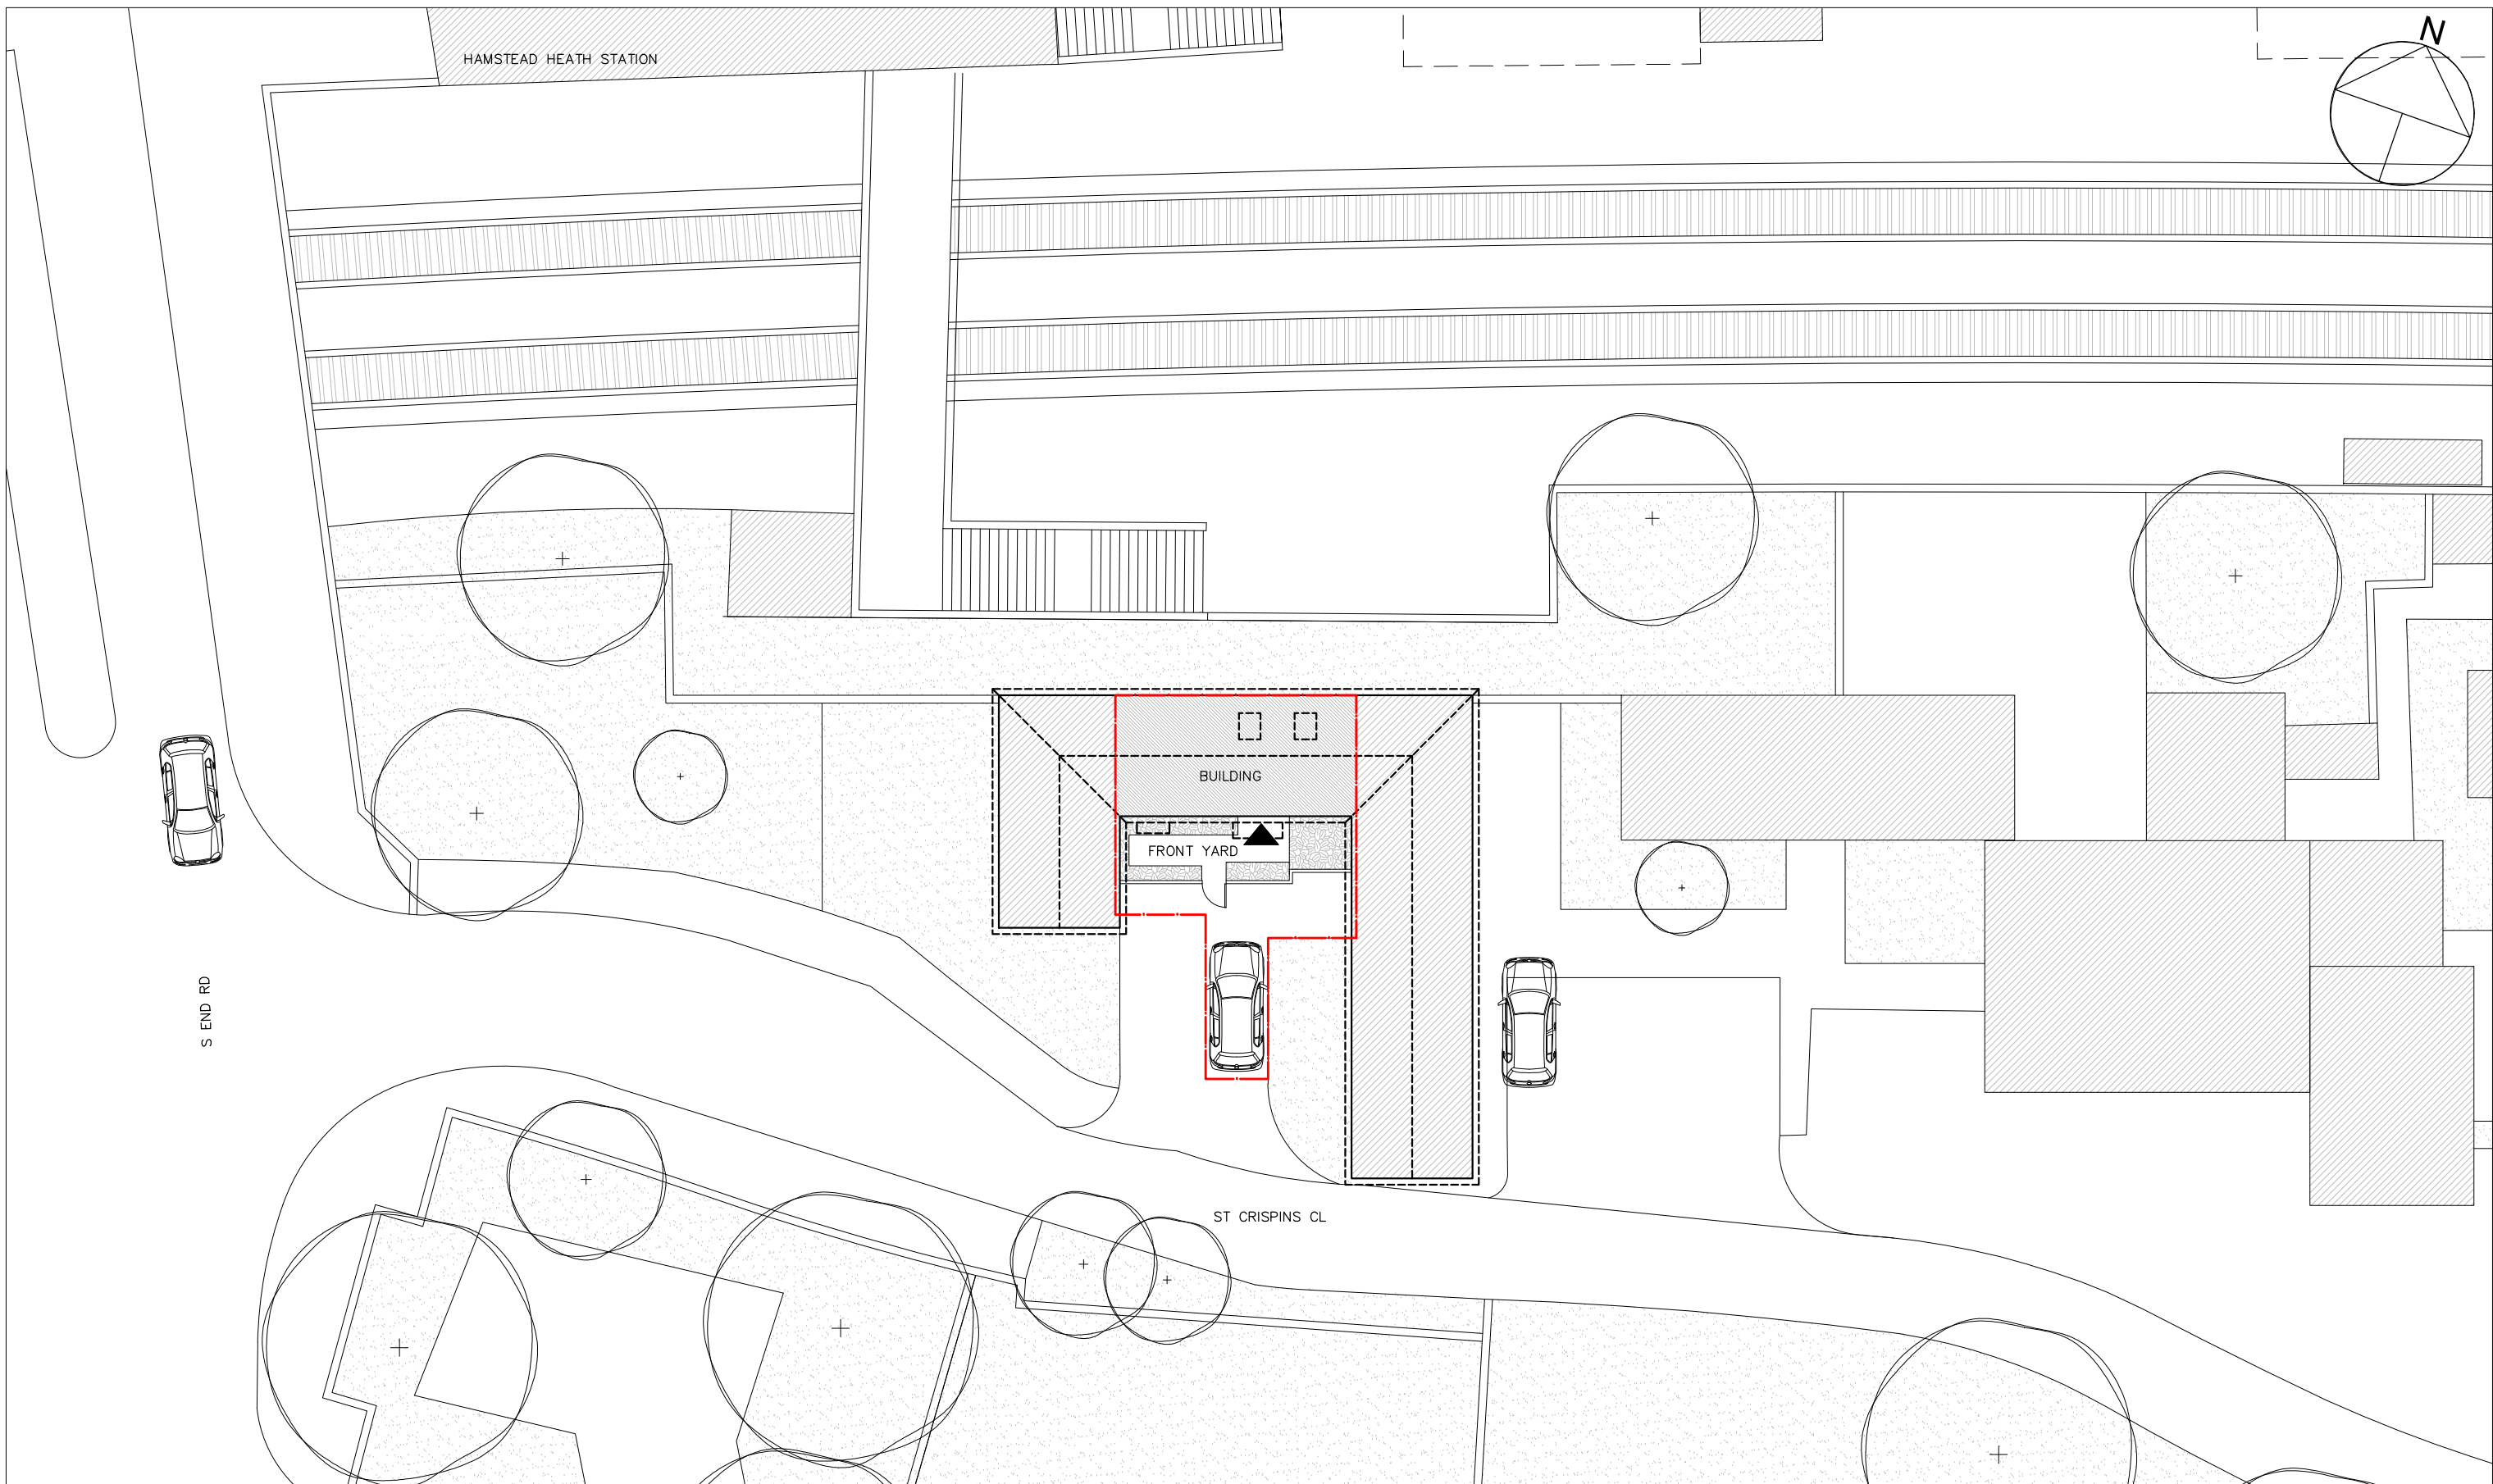 HAMSTEAD HEATH STATION
N
BUILDING
FRONT YARD
S END RD
ST CRISPINS CL